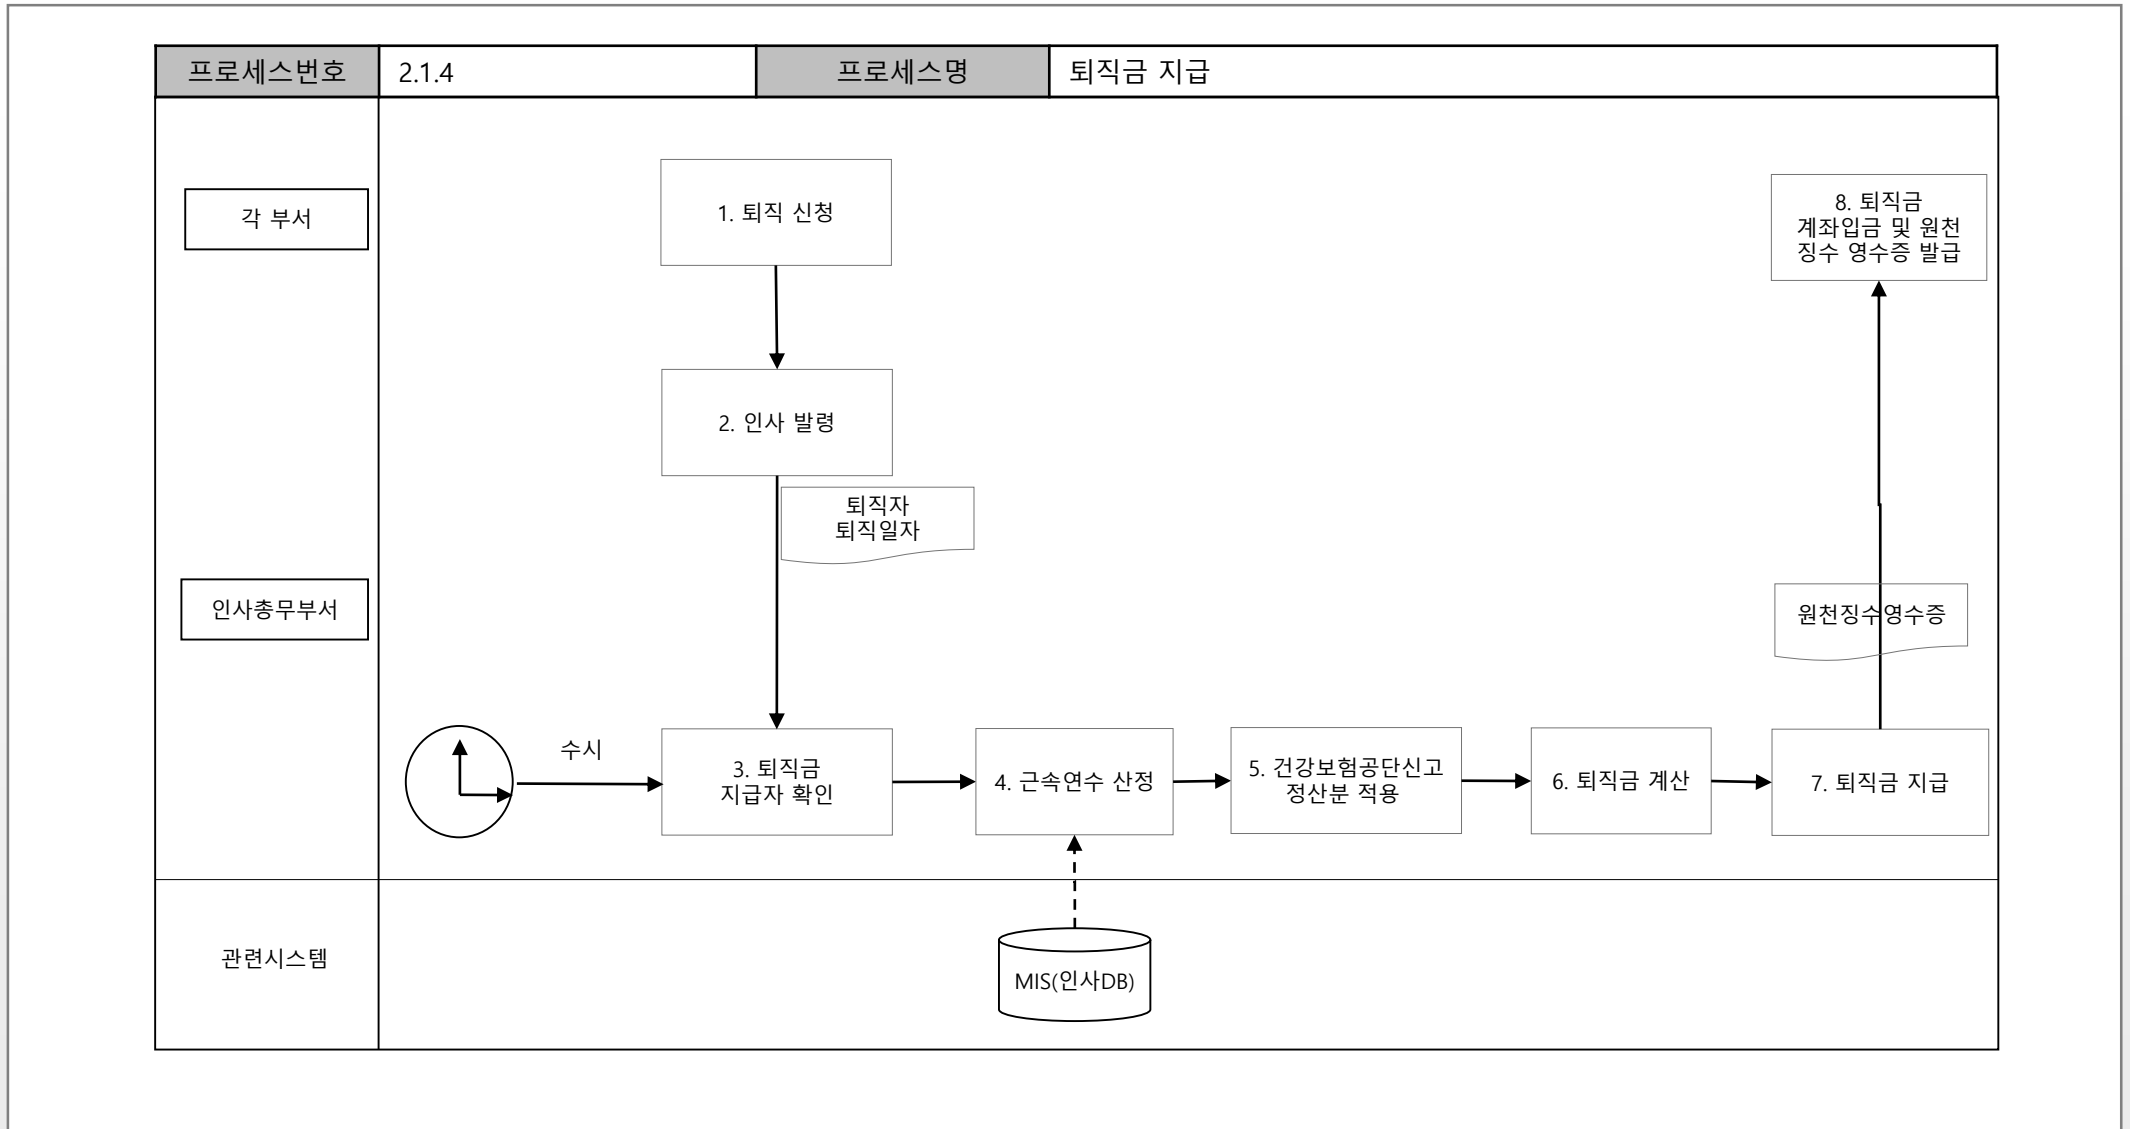 프로세스번호
2.1.4
프로세스명
퇴직금 지급
각 부서
1. 퇴직 신청
8. 퇴직금
계좌입금 및 원천
징수 영수증 발급
2. 인사 발령
퇴직자
퇴직일자
인사총무부서
원천징수영수증
수시
3. 퇴직금
지급자 확인
4. 근속연수 산정
5. 건강보험공단신고
정산분 적용
6. 퇴직금 계산
7. 퇴직금 지급
관련시스템
MIS(인사DB)